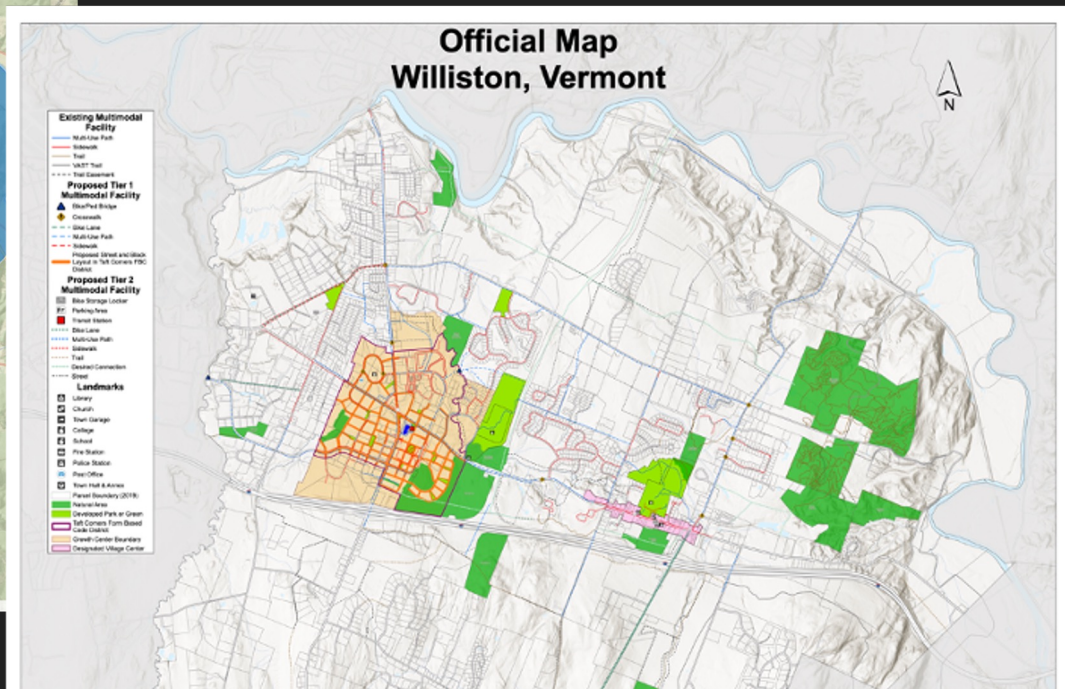 Official Map
Williston, Vermont
N
Existing Multimodal
Facility
Multi-Use Path
Sidewalk
Trail
VAST Trail
Trail Easement
Proposed Tier 1
Multimodal Facility
Bike/Ped Bridge
Crosswalk
Bike Lane
Multi-Use Path
Sidewalk
Proposed Street and Block
Layout in Taft Corners FBC
District
Proposed Tier 2
Multimodal Facility
Bike Storage Locker
Parking Area
Transit Station
Bike Lane
Multi-Use Path
Sidewalk
Trail
Desired Connection
Street
Landmarks
Library
Church
Town Garage
College
School
Fire Station
Police Station
Post Office
Town Hall & Annex
Parcel Boundary (2019)
Natural Area
Developed Park or Green
Taft Corners Form Based
Code District
Growth Center Boundary
Designated Village Center